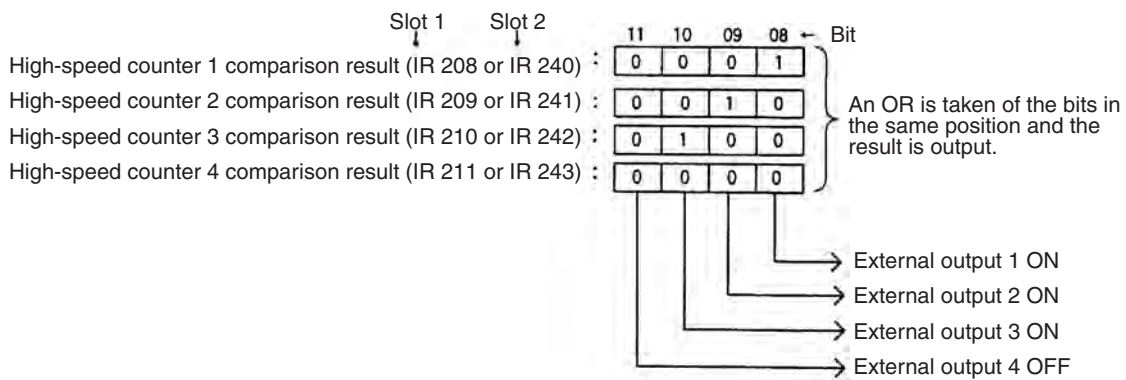 Slot 1 Slot 2
11 10 09 08 ← Bit
High-speed counter 1 comparison result (IR 208 or IR 240) : 0 0 0 1
High-speed counter 2 comparison result (IR 209 or IR 241) : 0 0 1 0
High-speed counter 3 comparison result (IR 210 or IR 242) : 0 1 0 0
High-speed counter 4 comparison result (IR 211 or IR 243) : 0 0 0 0
An OR is taken of the bits in
the same position and the
result is output.
External output 1 ON
External output 2 ON
External output 3 ON
External output 4 OFF